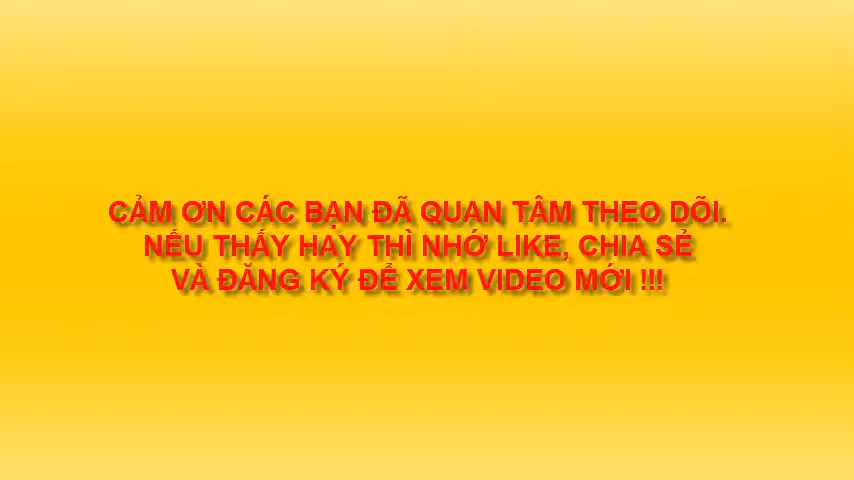 CẢM ƠN CÁC BẠN ĐÃ QUAN TÂM THEO DÕI.
NẾU THẤY HAY THÌ NHỚ LIKE, CHIA SẺ
VÀ ĐĂNG KÝ ĐỂ XEM VIDEO MỚI !!!